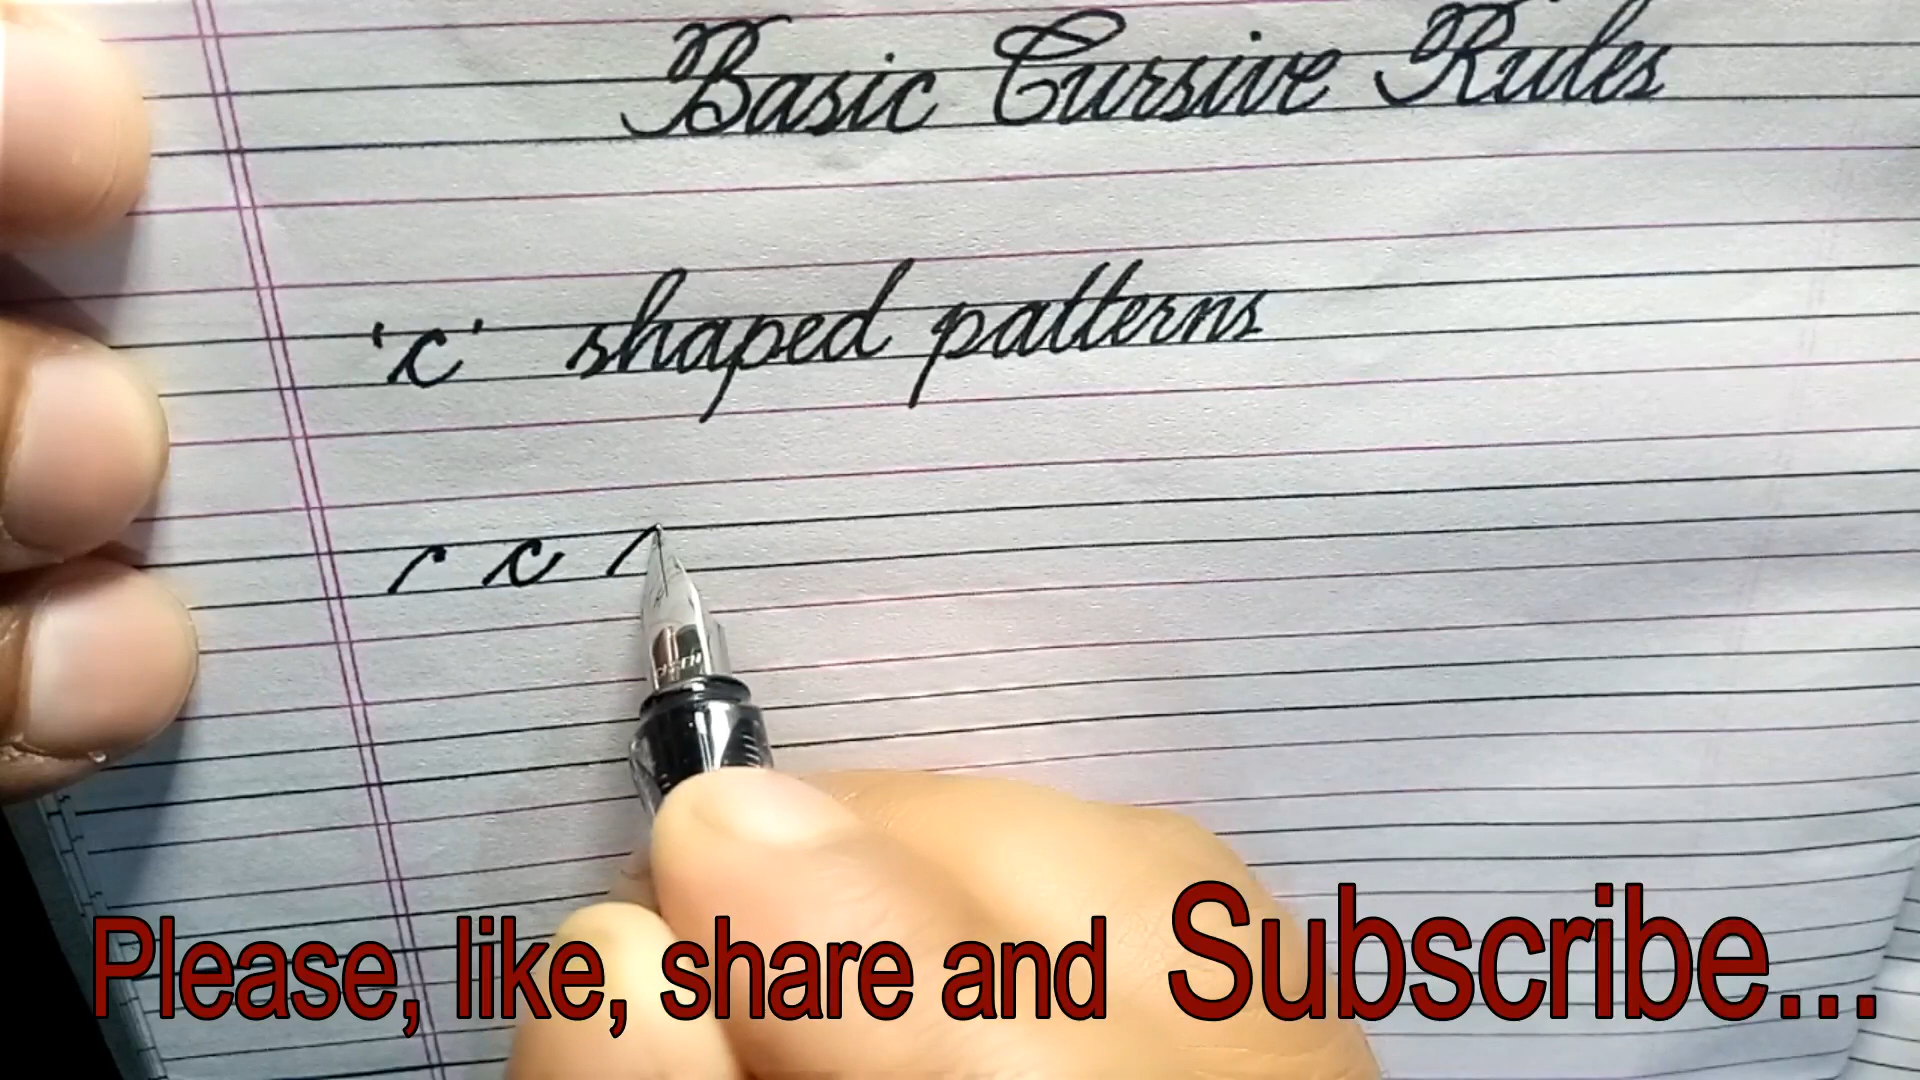 Basic Cursive Rules
'c' shaped patterns
c
Please, like, share and Subscribe...